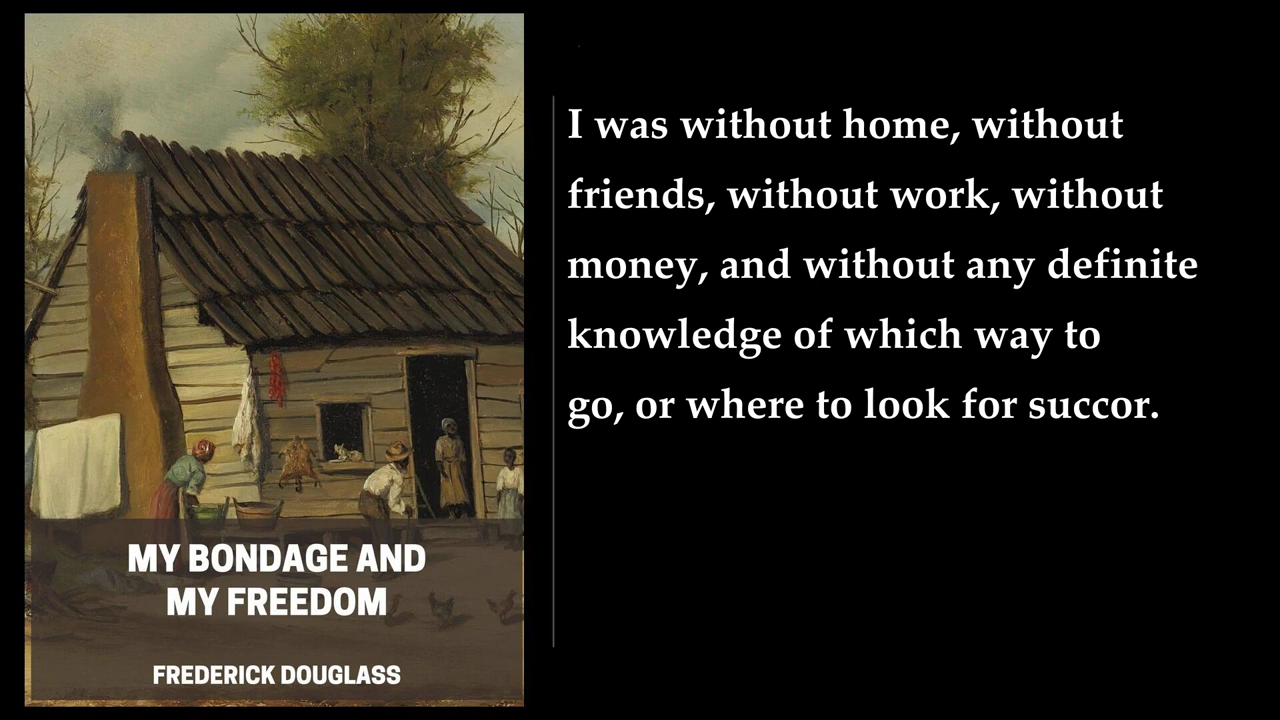 MY BONDAGE AND
MY FREEDOM
FREDERICK DOUGLASS
I was without home, without
friends, without work, without
money, and without any definite
knowledge of which way to
go, or where to look for succor.